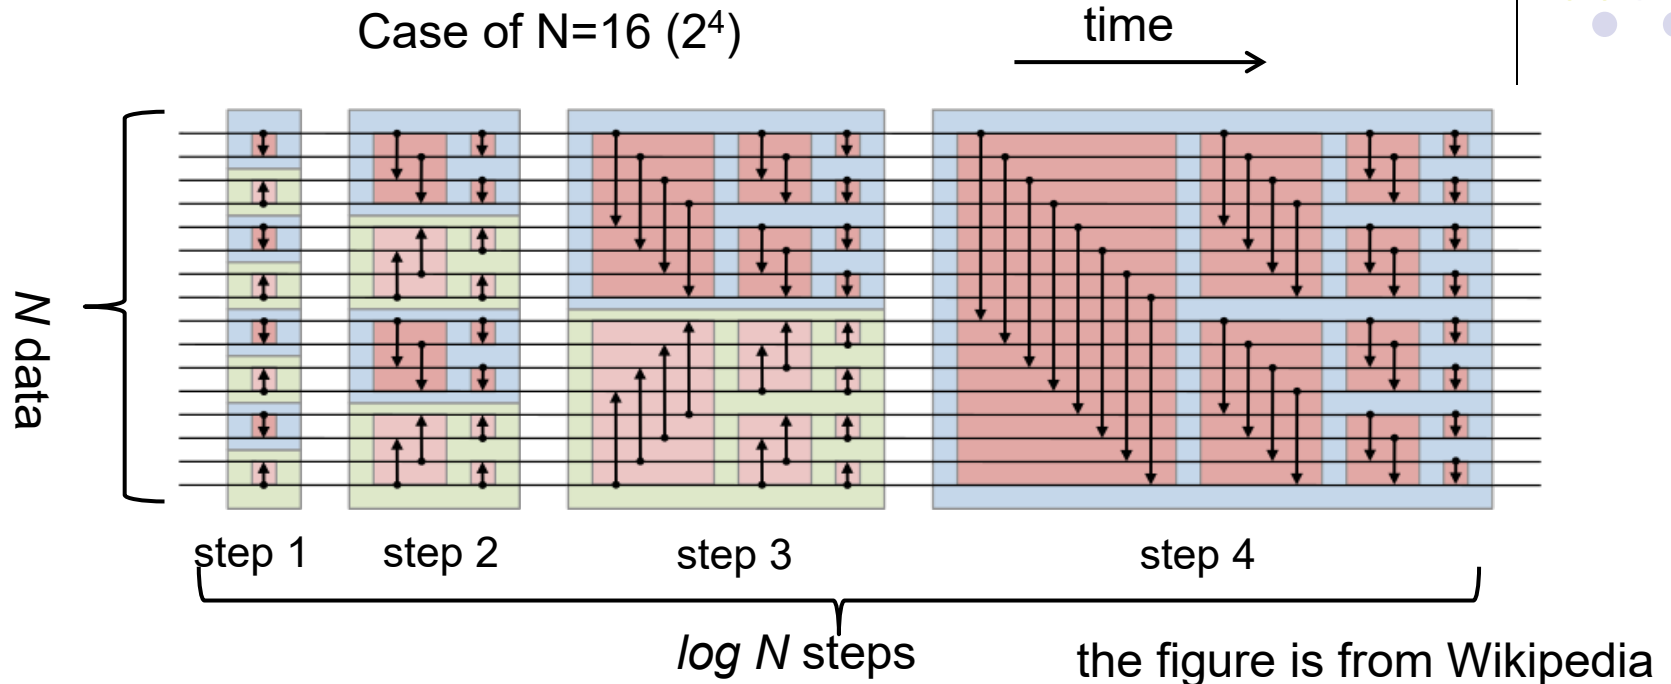 Case of N=16 (2⁴)
time
N data
step 1
step 2
step 3
step 4
log N steps
the figure is from Wikipedia